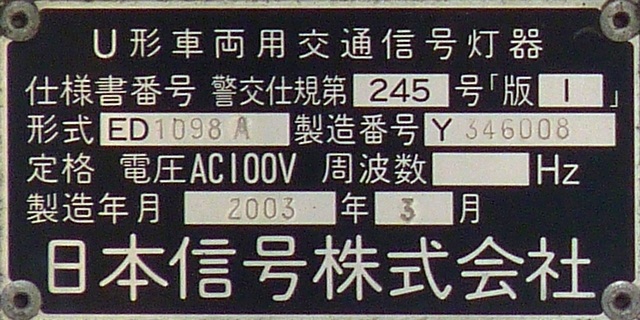 U形車両用交通信号灯器
仕様書番号 警交仕規第 245 号「版 1 」
形式 ED1098A 製造番号 Y 346008
定格 電圧AC100V 周波数 Hz
製造年月 2003 年 3 月
日本信号株式会社